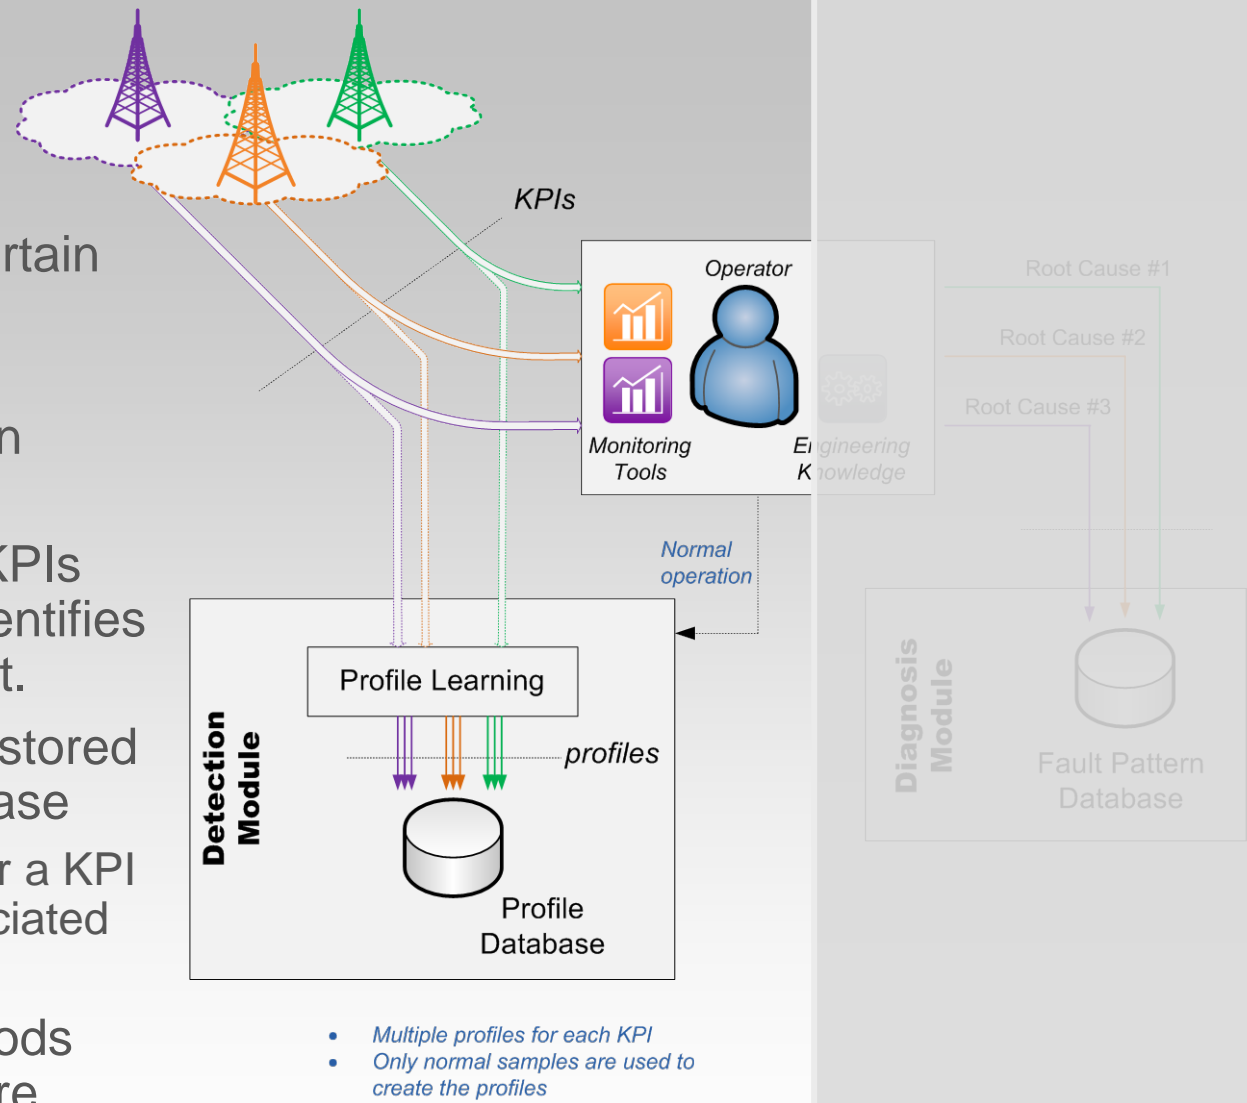 rtain
n
KPIs
entifies
t.
stored
ase
r a KPI
ciated
ods
re
KPIs
Operator
Monitoring
Tools
Engineering
Knowledge
Root Cause #1
Root Cause #2
Root Cause #3
Normal
operation
Profile Learning
profiles
Detection
Module
Profile
Database
Diagnosis
Module
Fault Pattern
Database
• Multiple profiles for each KPI
• Only normal samples are used to
create the profiles